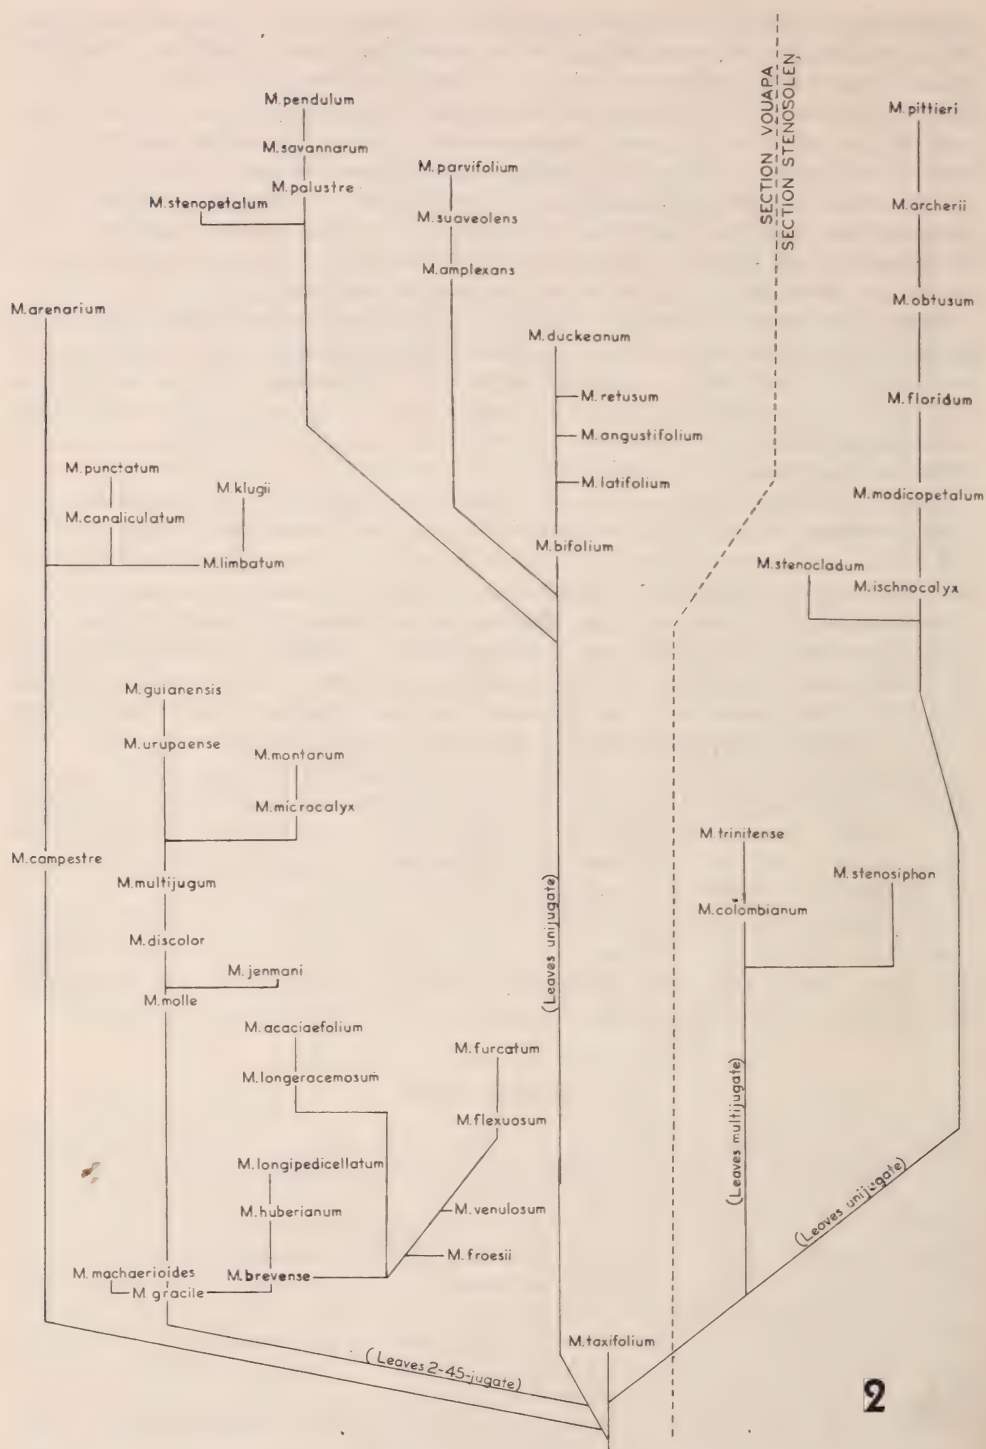 M. pendulum
M. savannarum
M. palustre
M. stenopetalum
M. parvifolium
M. suaveolens
M. amplexans
SECTION VOUAPA
SECTION STENOSOLEN
M. pittieri
M. archerii
M. obtusum
M. floridum
M. modicopetalum
M. stenocladum
M. ischnocalyx
M. arenarium
M. duckeanum
M. retusum
M. angustifolium
M. latifolium
M. bifolium
M. punctatum
M. klugii
M. canaliculatum
M. limbatum
M. guianensis
M. urupaense
M. montanum
M. microcalyx
M. campestre
M. multijugum
M. discolor
M. jenmani
M. molle
M. acaciaefolium
M. longeracemosum
M. furcatum
M. flexuosum
M. longipedicellatum
M. huberianum
M. venulosum
M. froesii
M. machaerioides
M. gracile
M. brevense
(Leaves unijugate)
M. trinitense
M. stenosiphon
M. colombianum
(Leaves multijugate)
(Leaves unijugate)
M. taxifolium
(Leaves 2-45-jugate)
2